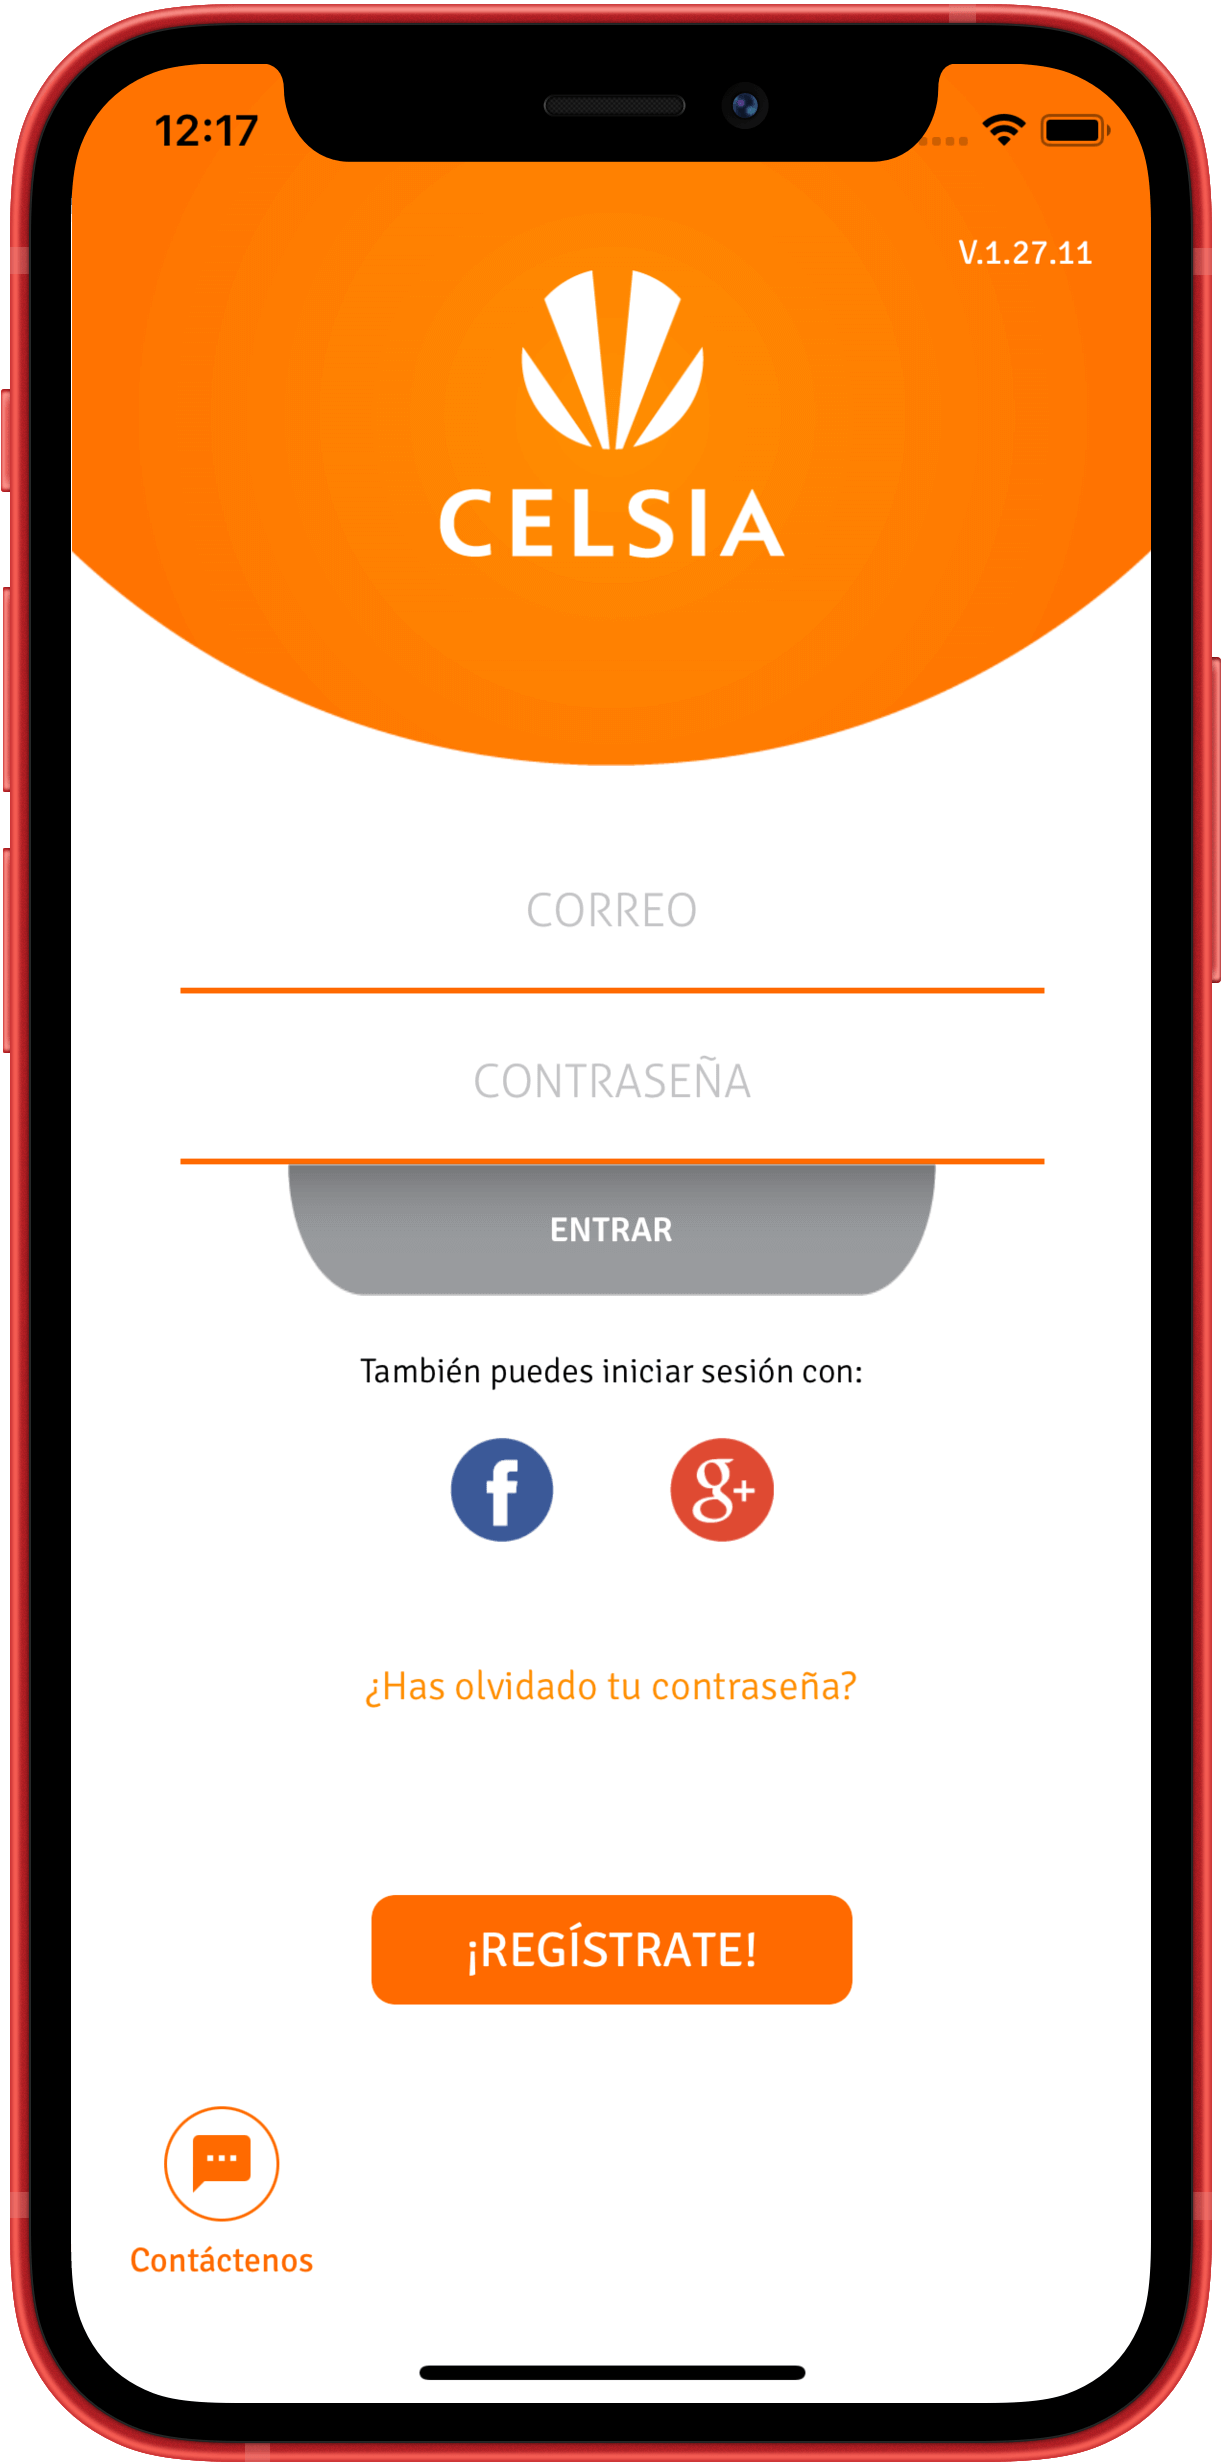 12:17
V.1.27.11
CELSIA
CORREO
CONTRASEÑA
ENTRAR
También puedes iniciar sesión con:
f
g+
¿Has olvidado tu contraseña?
¡REGÍSTRATE!
Contáctenos